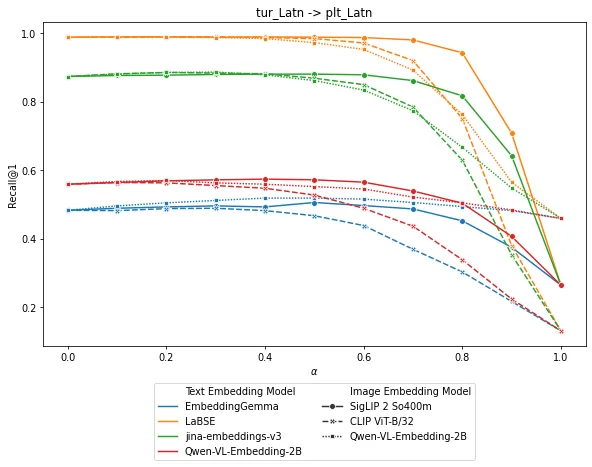 tur_Latn -> plt_Latn
Recall@1
1.0
0.8
0.6
0.4
0.2
0.0 0.2 0.4 0.6 0.8 1.0
α
Text Embedding Model Image Embedding Model
EmbeddingGemma SigLIP 2 So400m
LaBSE CLIP ViT-B/32
jina-embeddings-v3 Qwen-VL-Embedding-2B
Qwen-VL-Embedding-2B